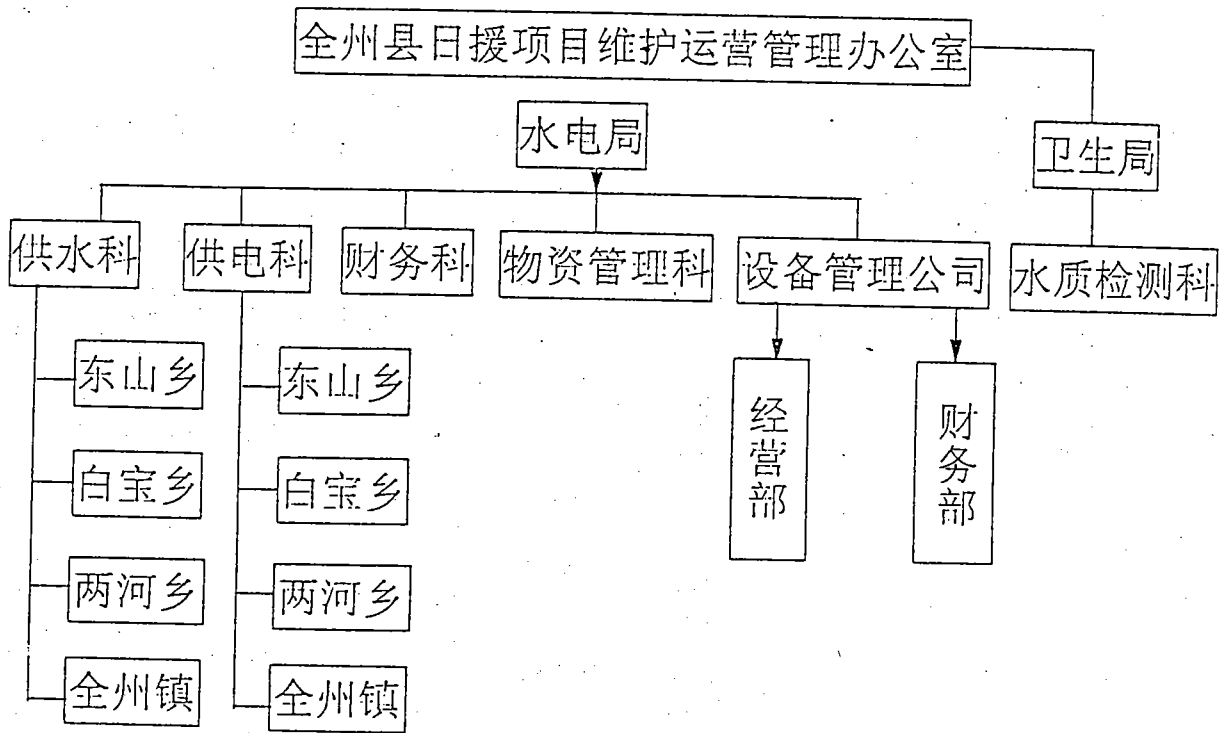 全州县日援项目维护运营管理办公室
水电局
卫生局
供水科
供电科
财务科
物资管理科
设备管理公司
水质检测科
东山乡
东山乡
白宝乡
白宝乡
两河乡
两河乡
全州镇
全州镇
经营部
财务部